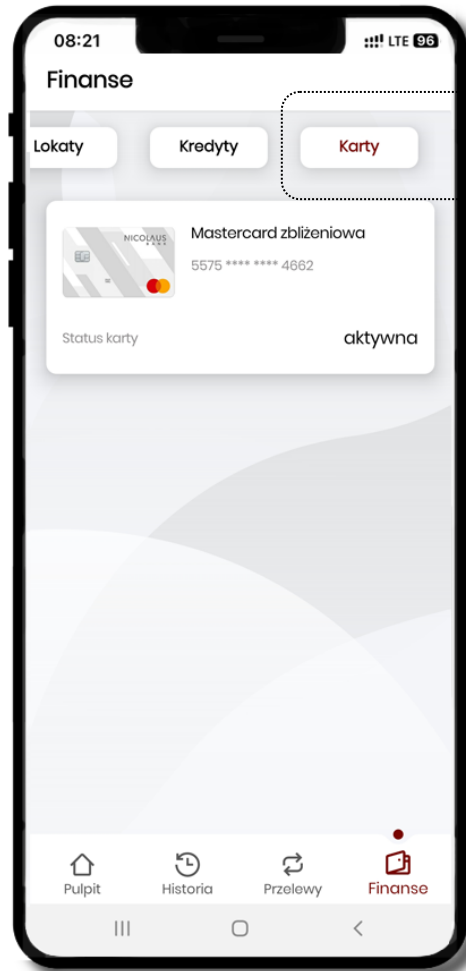 08:21
LTE 96
Finanse
Lokaty
Kredyty
Karty
NICOLAUS
BANK
Mastercard zbliżeniowa
5575 **** **** 4662
Status karty
aktywna
Pulpit
Historia
Przelewy
Finanse